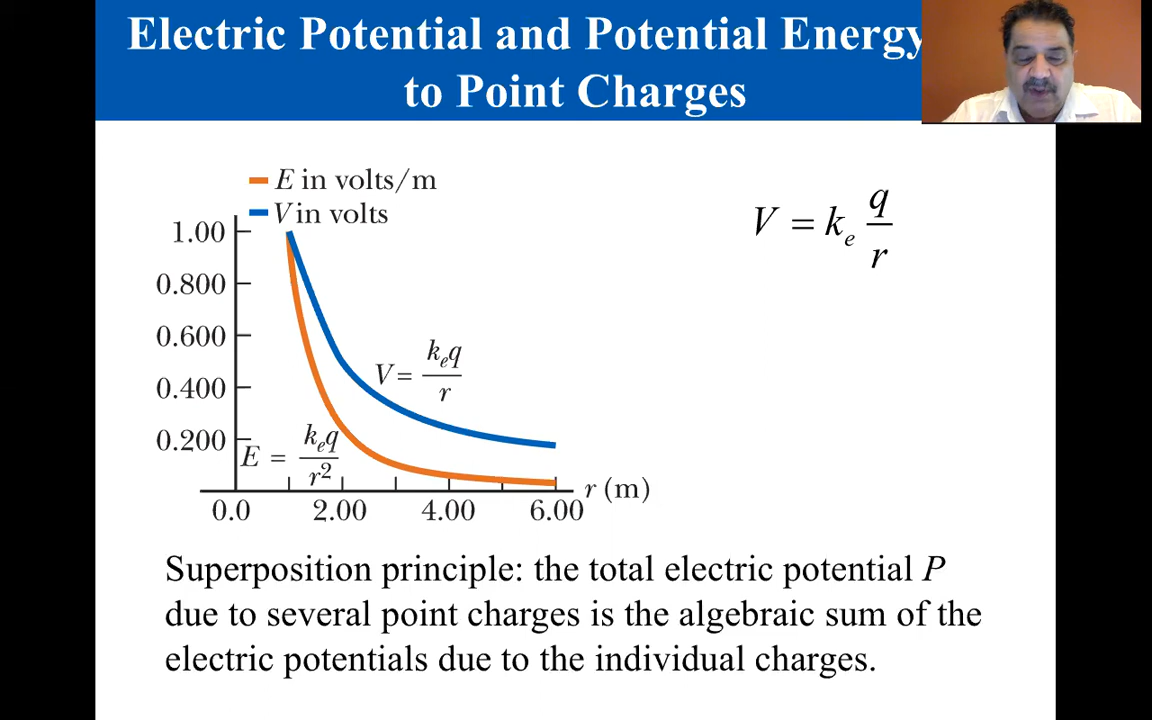 Electric Potential and Potential Energy
to Point Charges
E in volts/m
V in volts
1.00
0.800
0.600
0.400
0.200
V = kₑq / r
E = kₑq / r²
0.0 2.00 4.00 6.00
r (m)
V = kₑ q / r
Superposition principle: the total electric potential P
due to several point charges is the algebraic sum of the
electric potentials due to the individual charges.